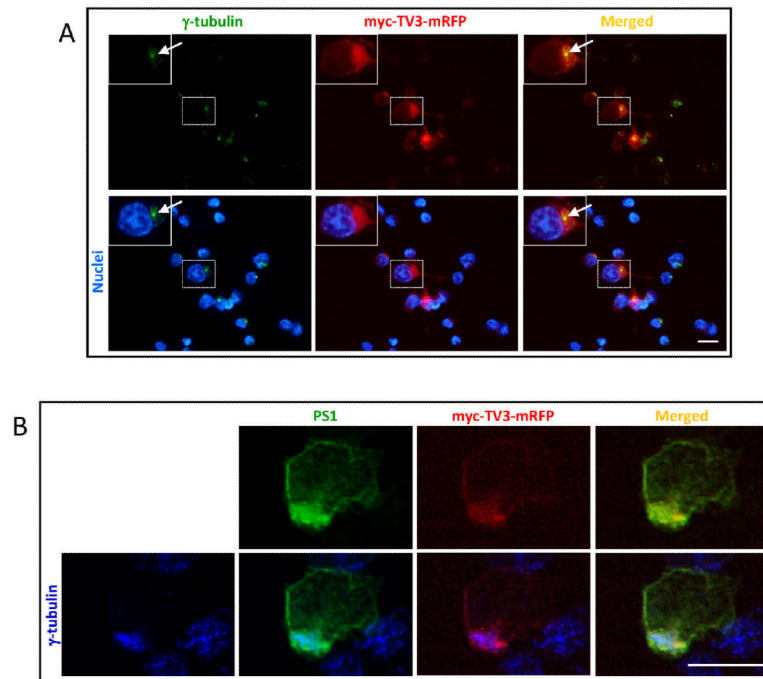 A
γ-tubulin myc-TV3-mRFP Merged
Nuclei
B
PS1 myc-TV3-mRFP Merged
γ-tubulin